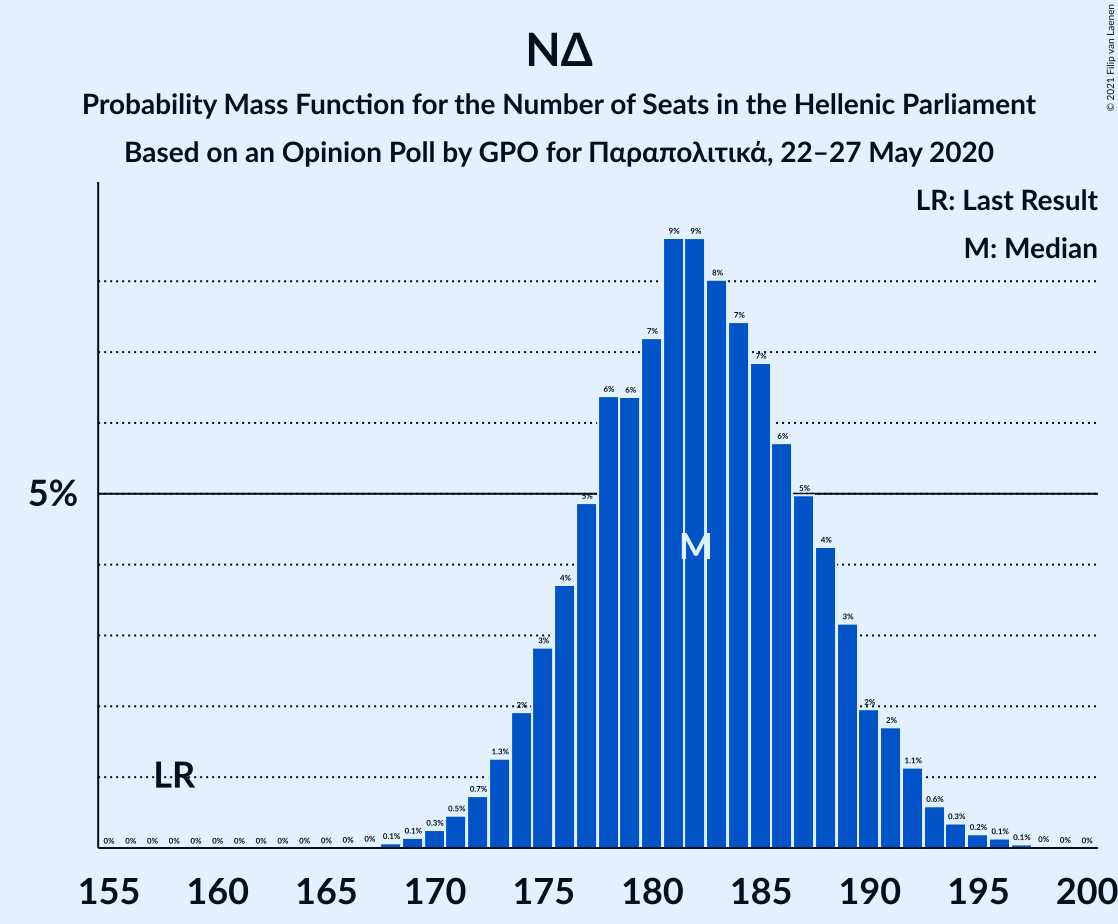 ΝΔ
Probability Mass Function for the Number of Seats in the Hellenic Parliament
Based on an Opinion Poll by GPO for Παραπολιτικά, 22–27 May 2020
© 2021 Filip van Laenen
LR: Last Result
M: Median
5%
0% 0% 0% 0% 0% 0% 0% 0% 0% 0% 0% 0% 0% 0.1% 0.1% 0.3% 0.5% 0.7% 1.3% 2% 3% 4% 5% 6% 6% 7% 9% 9% 8% 7% 7% 6% 5% 4% 3% 2% 2% 1.1% 0.6% 0.3% 0.2% 0.1% 0.1% 0% 0% 0%
M
LR
155 160 165 170 175 180 185 190 195 200